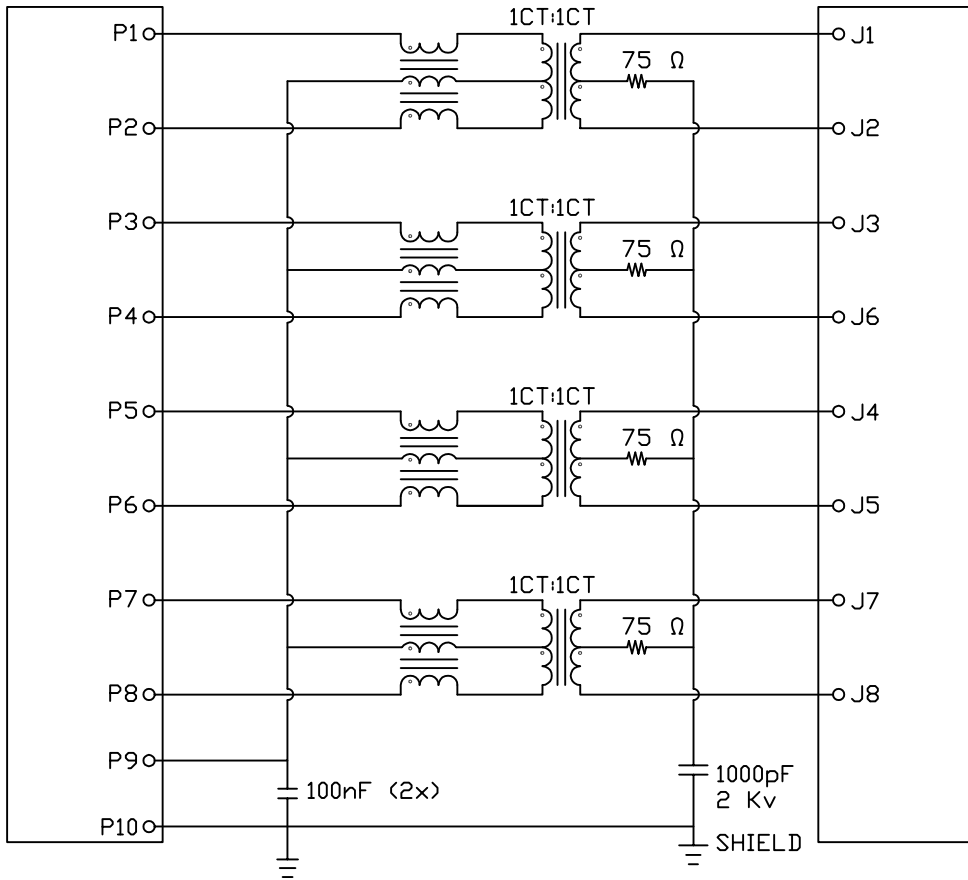 1CT:1CT
P1
J1
75 Ω
P2
J2
1CT:1CT
P3
J3
75 Ω
P4
J6
1CT:1CT
P5
J4
75 Ω
P6
J5
1CT:1CT
P7
J7
75 Ω
P8
J8
P9
100nF (2x)
1000pF
2 Kv
P10
SHIELD